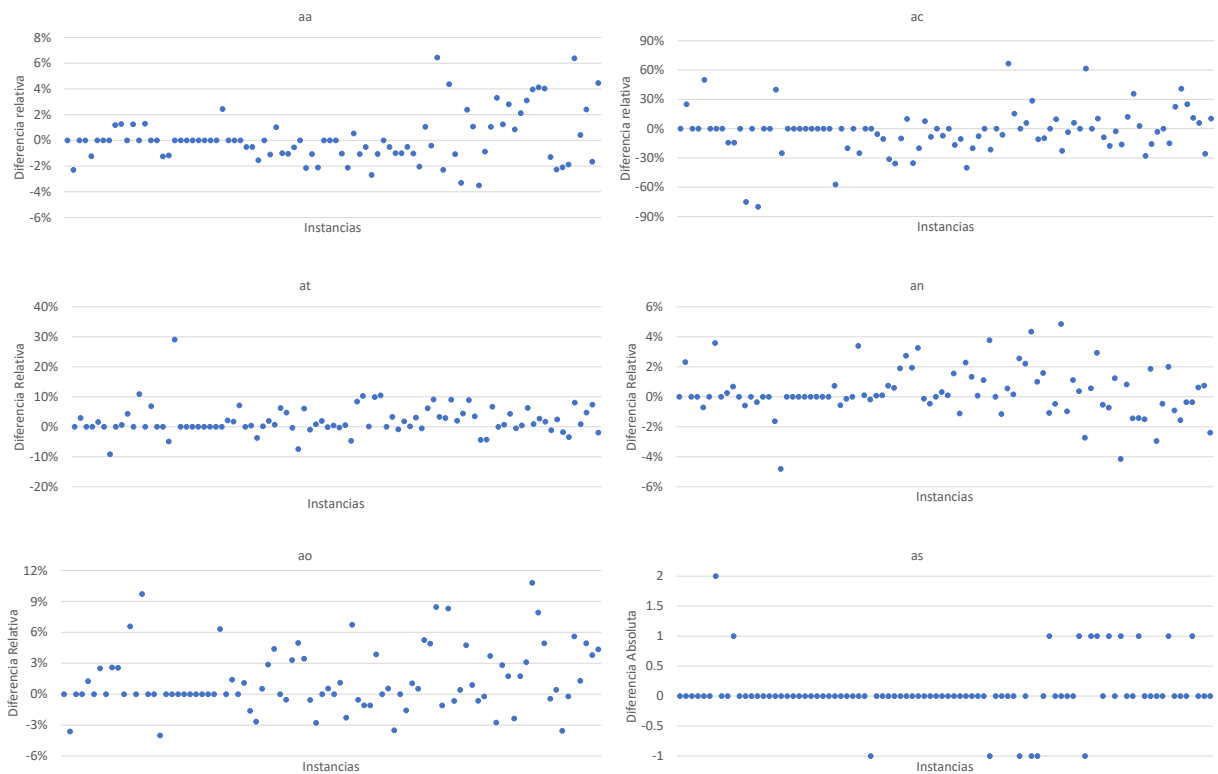 aa
Diferencia relativa
8%
6%
4%
2%
0%
-2%
-4%
-6%
Instancias
ac
Diferencia relativa
90%
60%
30%
0%
-30%
-60%
-90%
Instancias
at
Diferencia Relativa
40%
30%
20%
10%
0%
-10%
-20%
Instancias
an
Diferencia Relativa
6%
4%
2%
0%
-2%
-4%
-6%
Instancias
ao
Diferencia Relativa
12%
9%
6%
3%
0%
-3%
-6%
Instancias
as
Diferencia Absoluta
2
1.5
1
0.5
0
-0.5
-1
Instancias